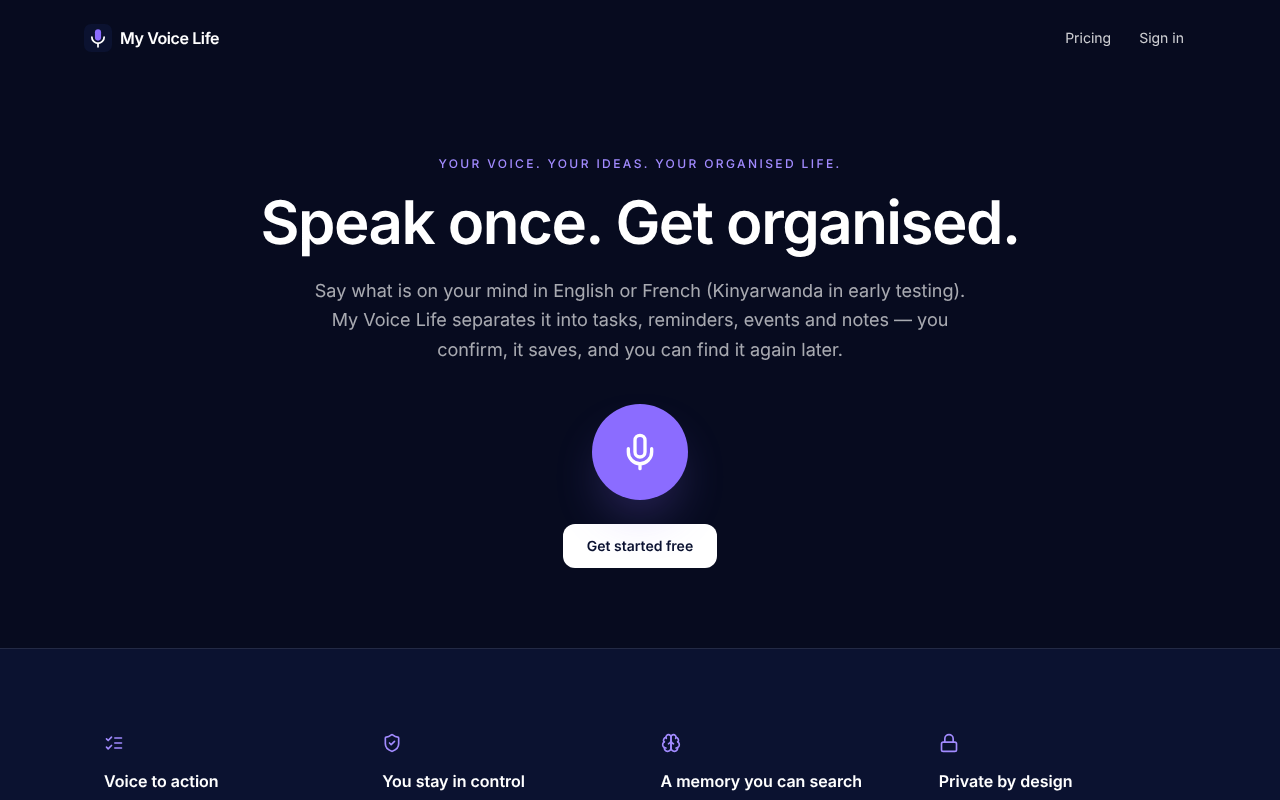 My Voice Life
Pricing
Sign in
YOUR VOICE. YOUR IDEAS. YOUR ORGANISED LIFE.
Speak once. Get organised.
Say what is on your mind in English or French (Kinyarwanda in early testing).
My Voice Life separates it into tasks, reminders, events and notes — you
confirm, it saves, and you can find it again later.
Get started free
Voice to action
You stay in control
A memory you can search
Private by design